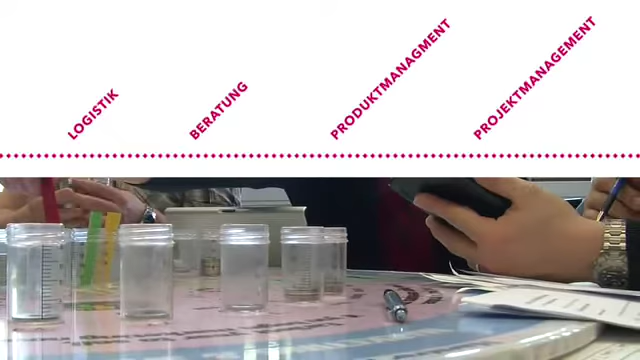 LOGISTIK
BERATUNG
PRODUKTMANAGMENT
PROJEKTMANAGEMENT